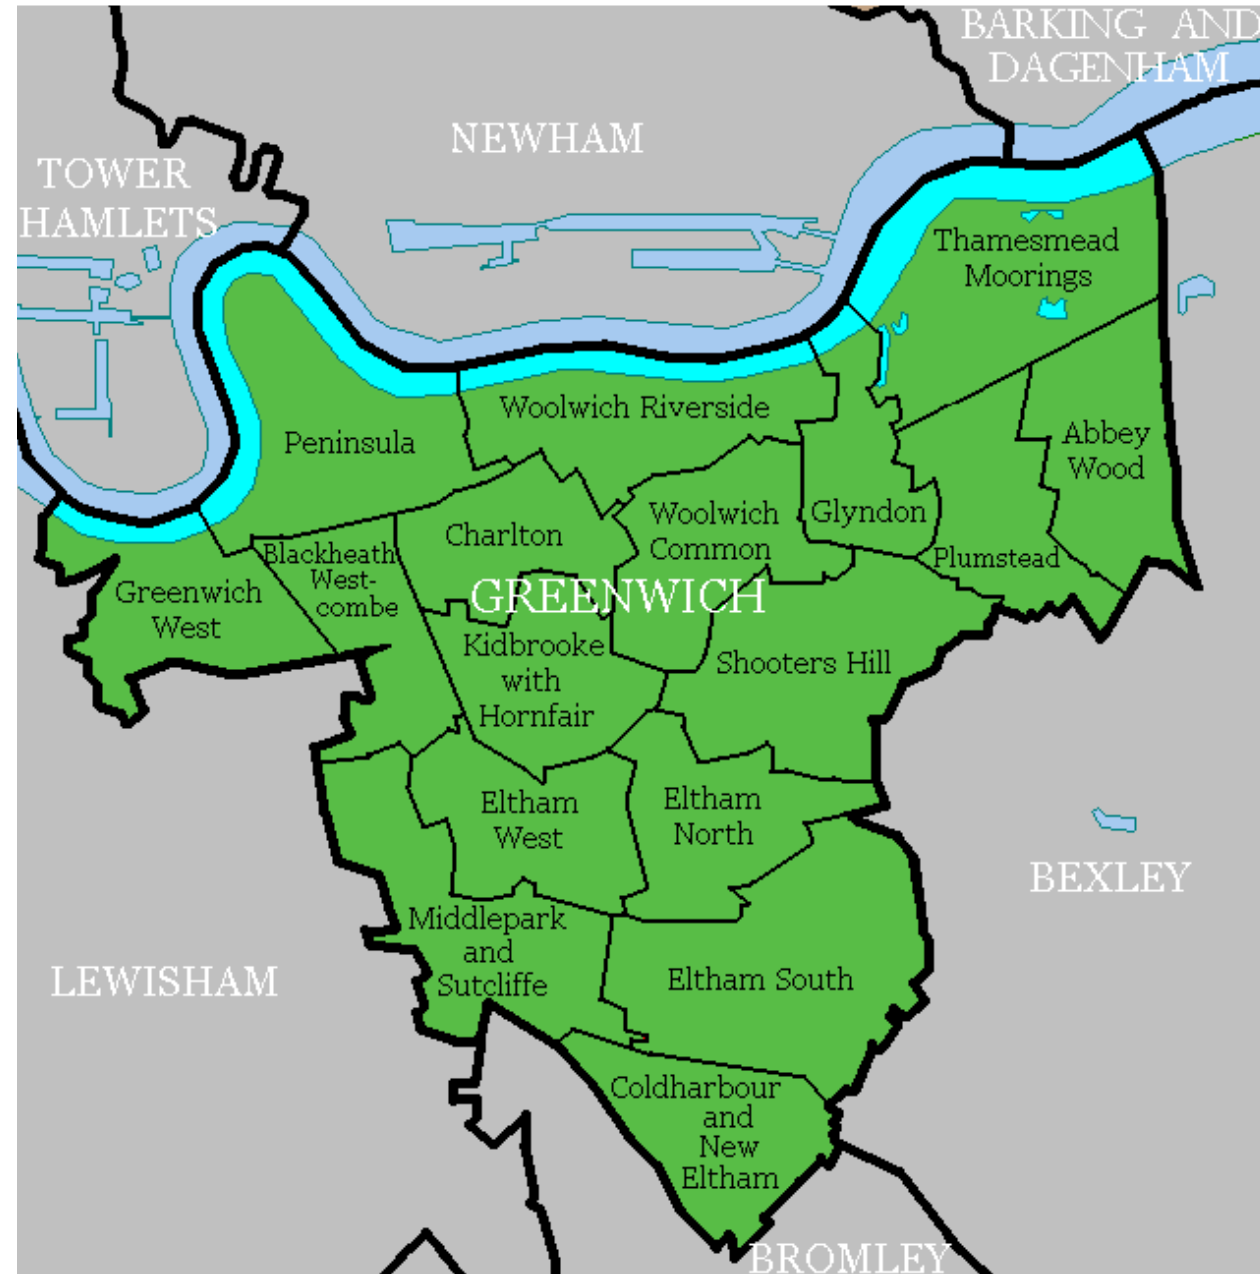 BARKING AND
DAGENHAM
NEWHAM
TOWER
HAMLETS
Thamesmead
Moorings
Woolwich Riverside
Peninsula
Abbey
Wood
Woolwich
Common
Glyndon
Charlton
Blackheath
West-
combe
Plumstead
Greenwich
West
GREENWICH
Kidbrooke
with
Hornfair
Shooters Hill
Eltham
West
Eltham
North
BEXLEY
Middlepark
and
Sutcliffe
Eltham South
LEWISHAM
Coldharbour
and
New
Eltham
BROMLEY